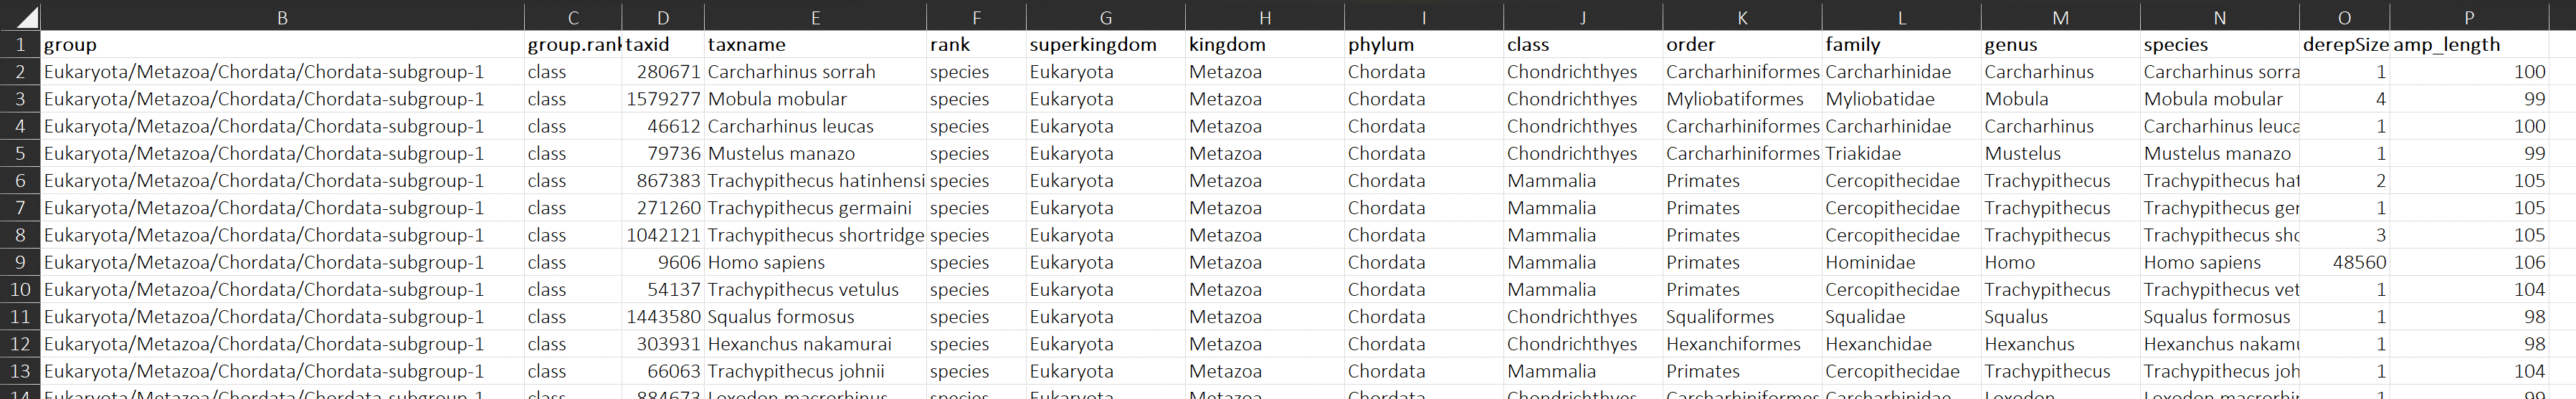 B C D E F G H I J K L M N O P
1 group group.rank taxid taxname rank superkingdom kingdom phylum class order family genus species derepSize amp_length
2 Eukaryota/Metazoa/Chordata/Chordata-subgroup-1 class 280671 Carcharhinus sorrah species Eukaryota Metazoa Chordata Chondrichthyes Carcharhiniformes Carcharhinidae Carcharhinus Carcharhinus sorra 1 100
3 Eukaryota/Metazoa/Chordata/Chordata-subgroup-1 class 1579277 Mobula mobular species Eukaryota Metazoa Chordata Chondrichthyes Myliobatiformes Myliobatidae Mobula Mobula mobular 4 99
4 Eukaryota/Metazoa/Chordata/Chordata-subgroup-1 class 46612 Carcharhinus leucas species Eukaryota Metazoa Chordata Chondrichthyes Carcharhiniformes Carcharhinidae Carcharhinus Carcharhinus leuca 1 100
5 Eukaryota/Metazoa/Chordata/Chordata-subgroup-1 class 79736 Mustelus manazo species Eukaryota Metazoa Chordata Chondrichthyes Carcharhiniformes Triakidae Mustelus Mustelus manazo 1 99
6 Eukaryota/Metazoa/Chordata/Chordata-subgroup-1 class 867383 Trachypithecus hatinhensi species Eukaryota Metazoa Chordata Mammalia Primates Cercopithecidae Trachypithecus Trachypithecus hat 2 105
7 Eukaryota/Metazoa/Chordata/Chordata-subgroup-1 class 271260 Trachypithecus germaini species Eukaryota Metazoa Chordata Mammalia Primates Cercopithecidae Trachypithecus Trachypithecus ger 1 105
8 Eukaryota/Metazoa/Chordata/Chordata-subgroup-1 class 1042121 Trachypithecus shortridge species Eukaryota Metazoa Chordata Mammalia Primates Cercopithecidae Trachypithecus Trachypithecus sho 3 105
9 Eukaryota/Metazoa/Chordata/Chordata-subgroup-1 class 9606 Homo sapiens species Eukaryota Metazoa Chordata Mammalia Primates Hominidae Homo Homo sapiens 48560 106
10 Eukaryota/Metazoa/Chordata/Chordata-subgroup-1 class 54137 Trachypithecus vetulus species Eukaryota Metazoa Chordata Mammalia Primates Cercopithecidae Trachypithecus Trachypithecus vet 1 104
11 Eukaryota/Metazoa/Chordata/Chordata-subgroup-1 class 1443580 Squalus formosus species Eukaryota Metazoa Chordata Chondrichthyes Squaliformes Squalidae Squalus Squalus formosus 1 98
12 Eukaryota/Metazoa/Chordata/Chordata-subgroup-1 class 303931 Hexanchus nakamurai species Eukaryota Metazoa Chordata Chondrichthyes Hexanchiformes Hexanchidae Hexanchus Hexanchus nakamu 1 98
13 Eukaryota/Metazoa/Chordata/Chordata-subgroup-1 class 66063 Trachypithecus johnii species Eukaryota Metazoa Chordata Mammalia Primates Cercopithecidae Trachypithecus Trachypithecus joh 1 104
14 Eukaryota/Metazoa/Chordata/Chordata-subgroup-1 class 884673 Loxodon macrorhinus species Eukaryota Metazoa Chordata Chondrichthyes Carcharhiniformes Carcharhinidae Loxodon Loxodon macrorhi 1 99